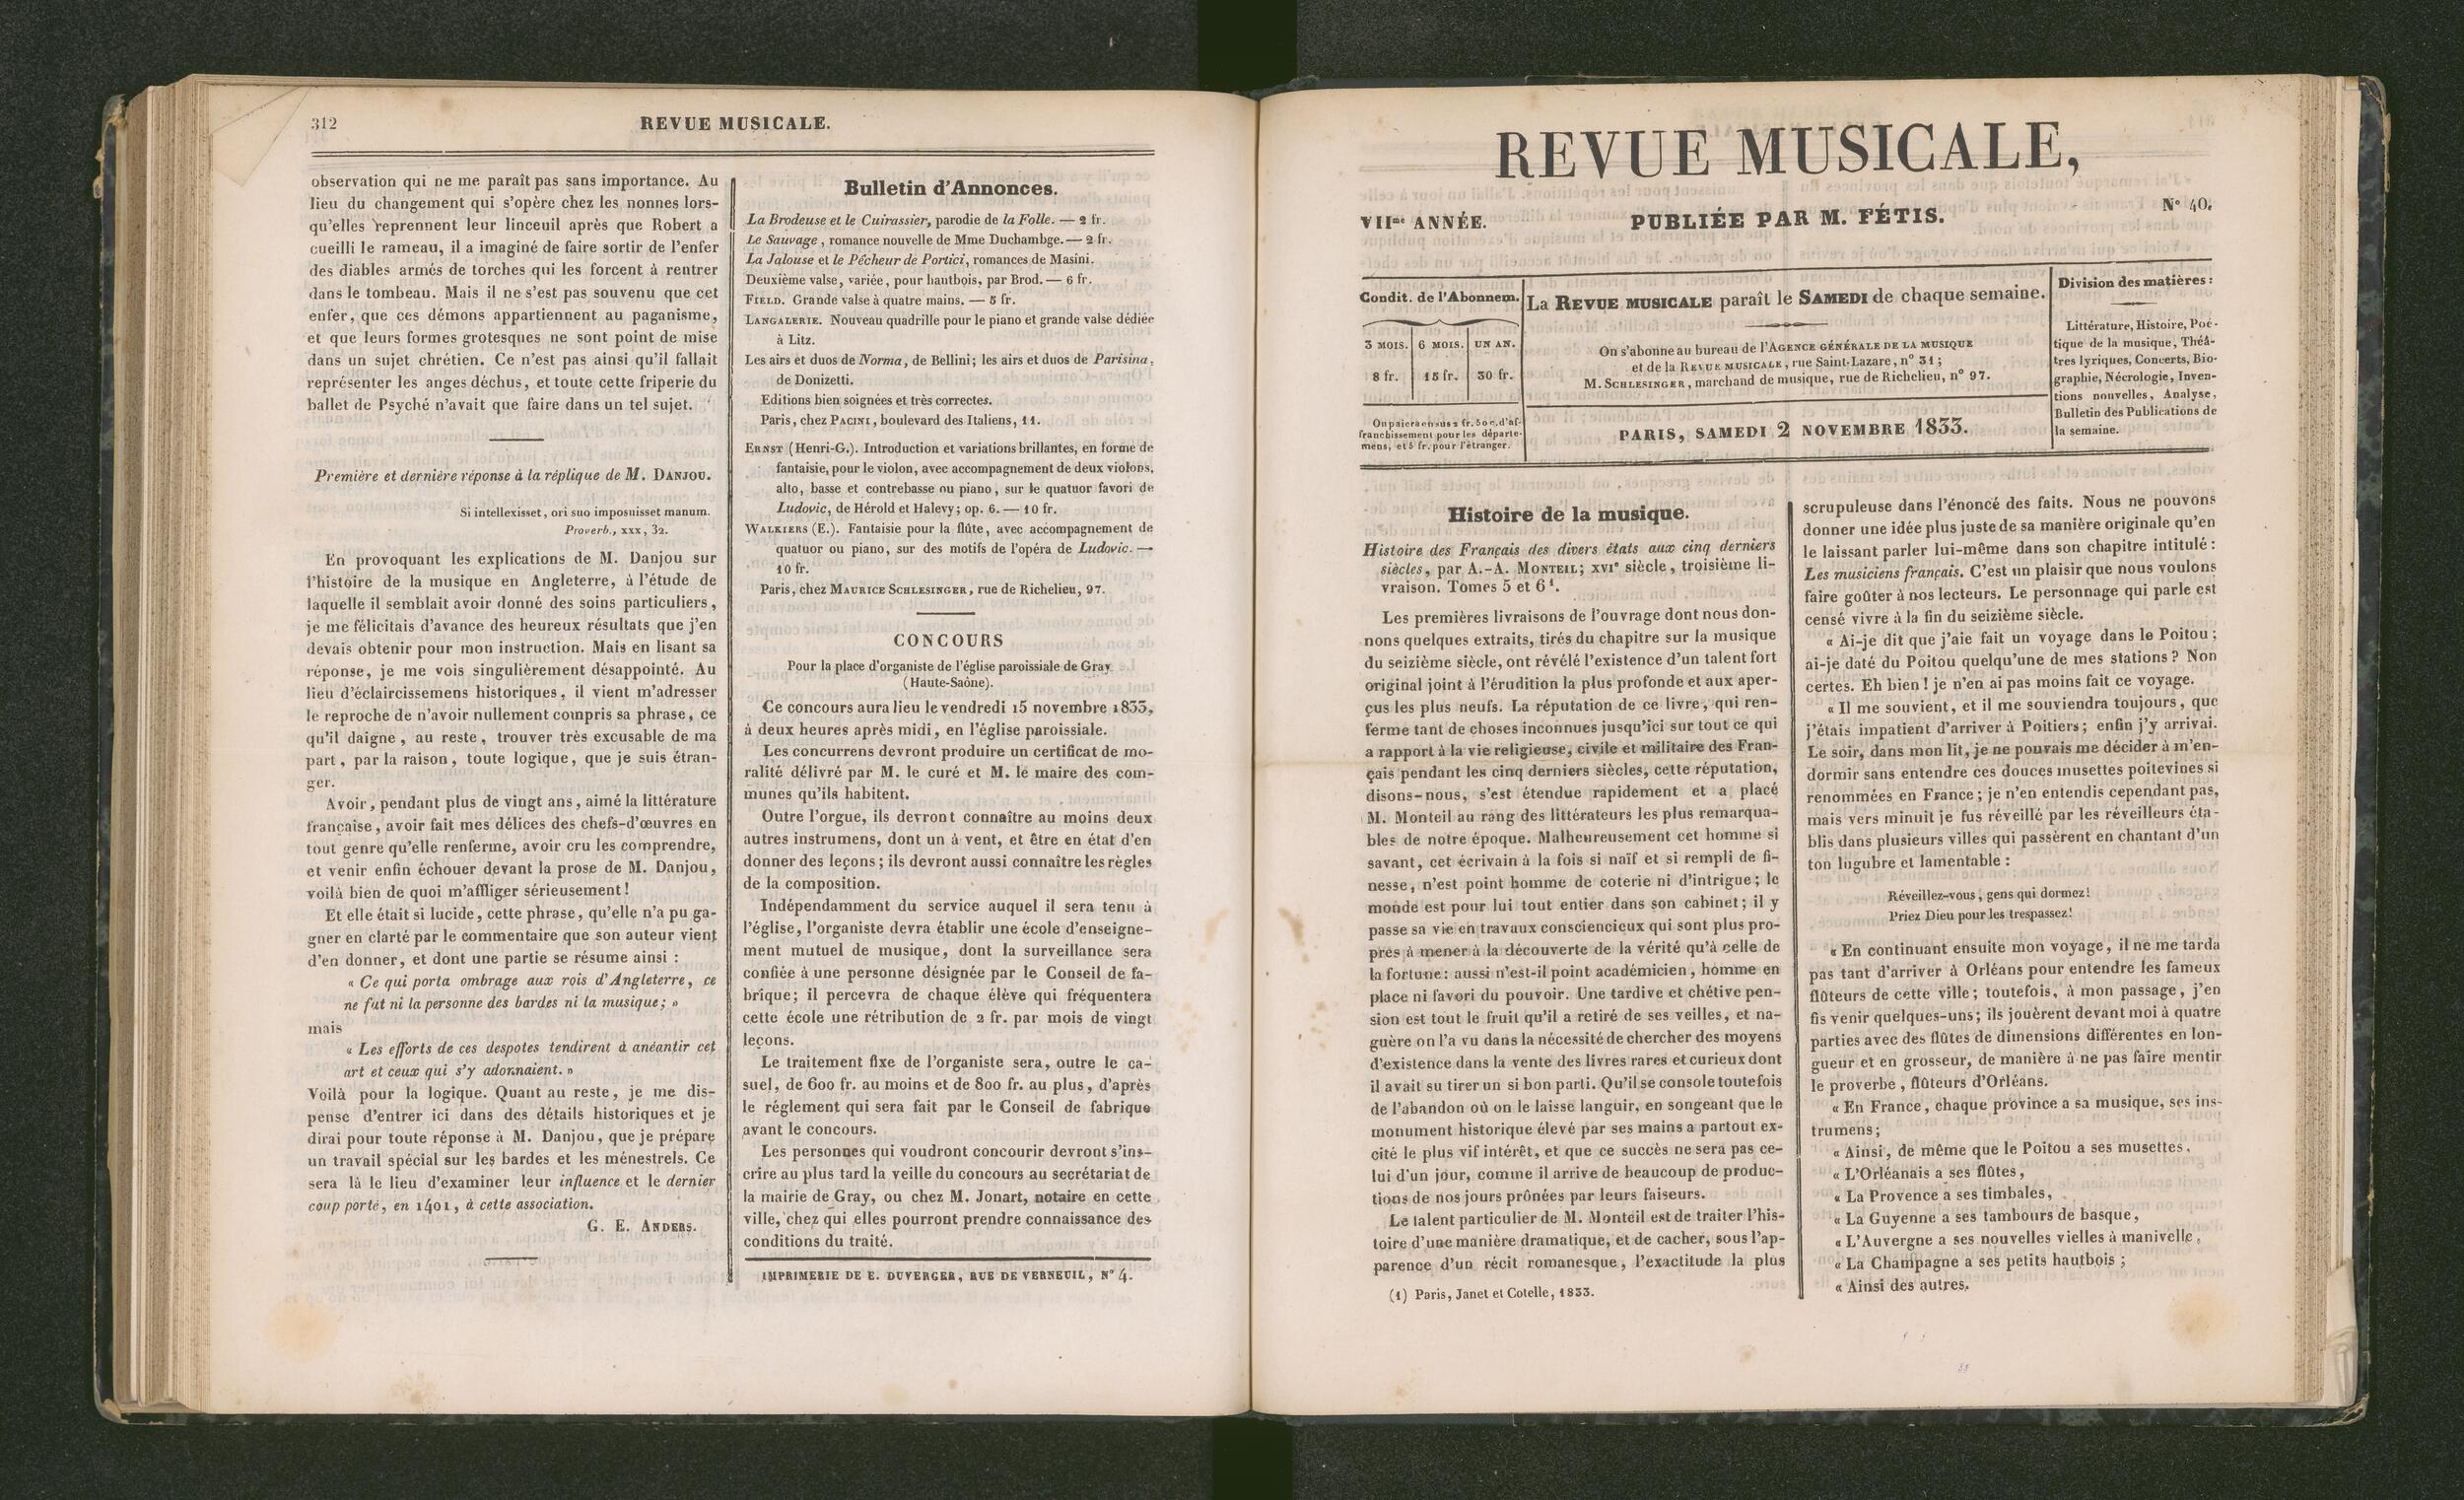 312
REVUE MUSICALE.
observation qui ne me paraît pas sans importance. Au
lieu du changement qui s'opère chez les nonnes lors-
qu'elles reprennent leur linceuil après que Robert a
cueilli le rameau, il a imaginé de faire sortir de l'enfer
des diables armés de torches qui les forcent à rentrer
dans le tombeau. Mais il ne s'est pas souvenu que cet
enfer, que ces démons appartiennent au paganisme,
et que leurs formes grotesques ne sont point de mise
dans un sujet chrétien. Ce n'est pas ainsi qu'il fallait
représenter les anges déchus, et toute cette friperie du
ballet de Psyché n'avait que faire dans un tel sujet.
Première et dernière réponse à la réplique de M. DANJOU.
Si intellexisset, ori suo imposuisset manum.
Proverb., xxx, 32.
En provoquant les explications de M. Danjou sur
l'histoire de la musique en Angleterre, à l'étude de
laquelle il semblait avoir donné des soins particuliers,
je me félicitais d'avance des heureux résultats que j'en
devais obtenir pour mon instruction. Mais en lisant sa
réponse, je me vois singulièrement désappointé. Au
lieu d'éclaircissemens historiques, il vient m'adresser
le reproche de n'avoir nullement compris sa phrase, ce
qu'il daigne, au reste, trouver très excusable de ma
part, par la raison, toute logique, que je suis étran-
ger.
Avoir, pendant plus de vingt ans, aimé la littérature
française, avoir fait mes délices des chefs-d'œuvres en
tout genre qu'elle renferme, avoir cru les comprendre,
et venir enfin échouer devant la prose de M. Danjou,
voilà bien de quoi m'affliger sérieusement!
Et elle était si lucide, cette phrase, qu'elle n'a pu ga-
gner en clarté par le commentaire que son auteur vient
d'en donner, et dont une partie se résume ainsi :
« Ce qui porta ombrage aux rois d'Angleterre, ce
ne fut ni la personne des bardes ni la musique; »
mais
« Les efforts de ces despotes tendirent à anéantir cet
art et ceux qui s'y adonnaient. »
Voilà pour la logique. Quant au reste, je me dis-
pense d'entrer ici dans des détails historiques et je
dirai pour toute réponse à M. Danjou, que je prépare
un travail spécial sur les bardes et les ménestrels. Ce
sera là le lieu d'examiner leur influence et le dernier
coup porté, en 1401, à cette association.
G. E. ANDERS.
Bulletin d'Annonces.
La Brodeuse et le Cuirassier, parodie de la Folle. — 2 fr.
Le Sauvage, romance nouvelle de Mme Duchambge. — 2 fr.
La Jalouse et le Pêcheur de Portici, romances de Masini.
Deuxième valse, variée, pour hautbois, par Brod. — 6 fr.
FIELD. Grande valse à quatre mains. — 5 fr.
LANGALERIE. Nouveau quadrille pour le piano et grande valse dédiée
à Litz.
Les airs et duos de Norma, de Bellini; les airs et duos de Parisina,
de Donizetti.
Editions bien soignées et très correctes.
Paris, chez PACINI, boulevard des Italiens, 11.
ERNST (Henri-G.). Introduction et variations brillantes, en forme de
fantaisie, pour le violon, avec accompagnement de deux violons,
alto, basse et contrebasse ou piano, sur le quatuor favori de
Ludovic, de Hérold et Halevy; op. 6. — 10 fr.
WALKIERS (E.). Fantaisie pour la flûte, avec accompagnement de
quatuor ou piano, sur des motifs de l'opéra de Ludovic. —
10 fr.
Paris, chez MAURICE SCHLESINGER, rue de Richelieu, 97.
CONCOURS
Pour la place d'organiste de l'église paroissiale de Gray
(Haute-Saône).
Ce concours aura lieu le vendredi 15 novembre 1833,
à deux heures après midi, en l'église paroissiale.
Les concurrens devront produire un certificat de mo-
ralité délivré par M. le curé et M. le maire des com-
munes qu'ils habitent.
Outre l'orgue, ils devront connaître au moins deux
autres instrumens, dont un à vent, et être en état d'en
donner des leçons; ils devront aussi connaître les règles
de la composition.
Indépendamment du service auquel il sera tenu à
l'église, l'organiste devra établir une école d'enseigne-
ment mutuel de musique, dont la surveillance sera
confiée à une personne désignée par le Conseil de fa-
brique; il percevra de chaque élève qui fréquentera
cette école une rétribution de 2 fr. par mois de vingt
leçons.
Le traitement fixe de l'organiste sera, outre le ca-
suel, de 600 fr. au moins et de 800 fr. au plus, d'après
le réglement qui sera fait par le Conseil de fabrique
avant le concours.
Les personnes qui voudront concourir devront s'ins-
crire au plus tard la veille du concours au secrétariat de
la mairie de Gray, ou chez M. Jonart, notaire en cette
ville, chez qui elles pourront prendre connaissance des
conditions du traité.
IMPRIMERIE DE E. DUVERGER, RUE DE VERNEUIL, N° 4.
REVUE MUSICALE,
VIIme ANNÉE.
PUBLIÉE PAR M. FÉTIS.
N° 40.
Condit. de l'Abonnem.
3 MOIS. 6 MOIS. UN AN.
8 fr. 15 fr. 30 fr.
On paiera en sus 2 fr. 50 c. d'af-
franchissement pour les départe-
mens, et 5 fr. pour l'étranger.
La REVUE MUSICALE paraît le SAMEDI de chaque semaine.
On s'abonne au bureau de l'AGENCE GÉNÉRALE DE LA MUSIQUE
et de la REVUE MUSICALE, rue Saint-Lazare, n° 31;
M. SCHLESINGER, marchand de musique, rue de Richelieu, n° 97.
PARIS, SAMEDI 2 NOVEMBRE 1833.
Division des matières :
Littérature, Histoire, Poé-
tique de la musique, Théâ-
tres lyriques, Concerts, Bio-
graphie, Nécrologie, Inven-
tions nouvelles, Analyse,
Bulletin des Publications de
la semaine.
Histoire de la musique.
Histoire des Français des divers états aux cinq derniers
siècles, par A.-A. MONTEIL; XVIe siècle, troisième li-
vraison. Tomes 5 et 6¹.
Les premières livraisons de l'ouvrage dont nous don-
nons quelques extraits, tirés du chapitre sur la musique
du seizième siècle, ont révélé l'existence d'un talent fort
original joint à l'érudition la plus profonde et aux aper-
çus les plus neufs. La réputation de ce livre, qui ren-
ferme tant de choses inconnues jusqu'ici sur tout ce qui
a rapport à la vie religieuse, civile et militaire des Fran-
çais pendant les cinq derniers siècles, cette réputation,
disons-nous, s'est étendue rapidement et a placé
M. Monteil au rang des littérateurs les plus remarqua-
bles de notre époque. Malheureusement cet homme si
savant, cet écrivain à la fois si naïf et si rempli de fi-
nesse, n'est point homme de coterie ni d'intrigue; le
monde est pour lui tout entier dans son cabinet; il y
passe sa vie en travaux consciencieux qui sont plus pro-
pres à mener à la découverte de la vérité qu'à celle de
la fortune: aussi n'est-il point académicien, homme en
place ni favori du pouvoir. Une tardive et chétive pen-
sion est tout le fruit qu'il a retiré de ses veilles, et na-
guère on l'a vu dans la nécessité de chercher des moyens
d'existence dans la vente des livres rares et curieux dont
il avait su tirer un si bon parti. Qu'il se console toutefois
de l'abandon où on le laisse languir, en songeant que le
monument historique élevé par ses mains a partout ex-
cité le plus vif intérêt, et que ce succès ne sera pas ce-
lui d'un jour, comme il arrive de beaucoup de produc-
tions de nos jours prônées par leurs faiseurs.
Le talent particulier de M. Monteil est de traiter l'his-
toire d'une manière dramatique, et de cacher, sous l'ap-
parence d'un récit romanesque, l'exactitude la plus
(1) Paris, Janet et Cotelle, 1833.
scrupuleuse dans l'énoncé des faits. Nous ne pouvons
donner une idée plus juste de sa manière originale qu'en
le laissant parler lui-même dans son chapitre intitulé :
Les musiciens français. C'est un plaisir que nous voulons
faire goûter à nos lecteurs. Le personnage qui parle est
censé vivre à la fin du seizième siècle.
« Ai-je dit que j'aie fait un voyage dans le Poitou;
ai-je daté du Poitou quelqu'une de mes stations? Non
certes. Eh bien! je n'en ai pas moins fait ce voyage.
« Il me souvient, et il me souviendra toujours, que
j'étais impatient d'arriver à Poitiers; enfin j'y arrivai.
Le soir, dans mon lit, je ne pouvais me décider à m'en-
dormir sans entendre ces douces musettes poitevines si
renommées en France; je n'en entendis cependant pas,
mais vers minuit je fus réveillé par les réveilleurs éta-
blis dans plusieurs villes qui passèrent en chantant d'un
ton lugubre et lamentable :
Réveillez-vous, gens qui dormez!
Priez Dieu pour les trespassez!
« En continuant ensuite mon voyage, il ne me tarda
pas tant d'arriver à Orléans pour entendre les fameux
flûteurs de cette ville; toutefois, à mon passage, j'en
fis venir quelques-uns; ils jouèrent devant moi à quatre
parties avec des flûtes de dimensions différentes en lon-
gueur et en grosseur, de manière à ne pas faire mentir
le proverbe, flûteurs d'Orléans.
« En France, chaque province a sa musique, ses ins-
trumens;
« Ainsi, de même que le Poitou a ses musettes,
« L'Orléanais a ses flûtes,
« La Provence a ses timbales,
« La Guyenne a ses tambours de basque,
« L'Auvergne a ses nouvelles vielles à manivelle,
« La Champagne a ses petits hautbois;
« Ainsi des autres.